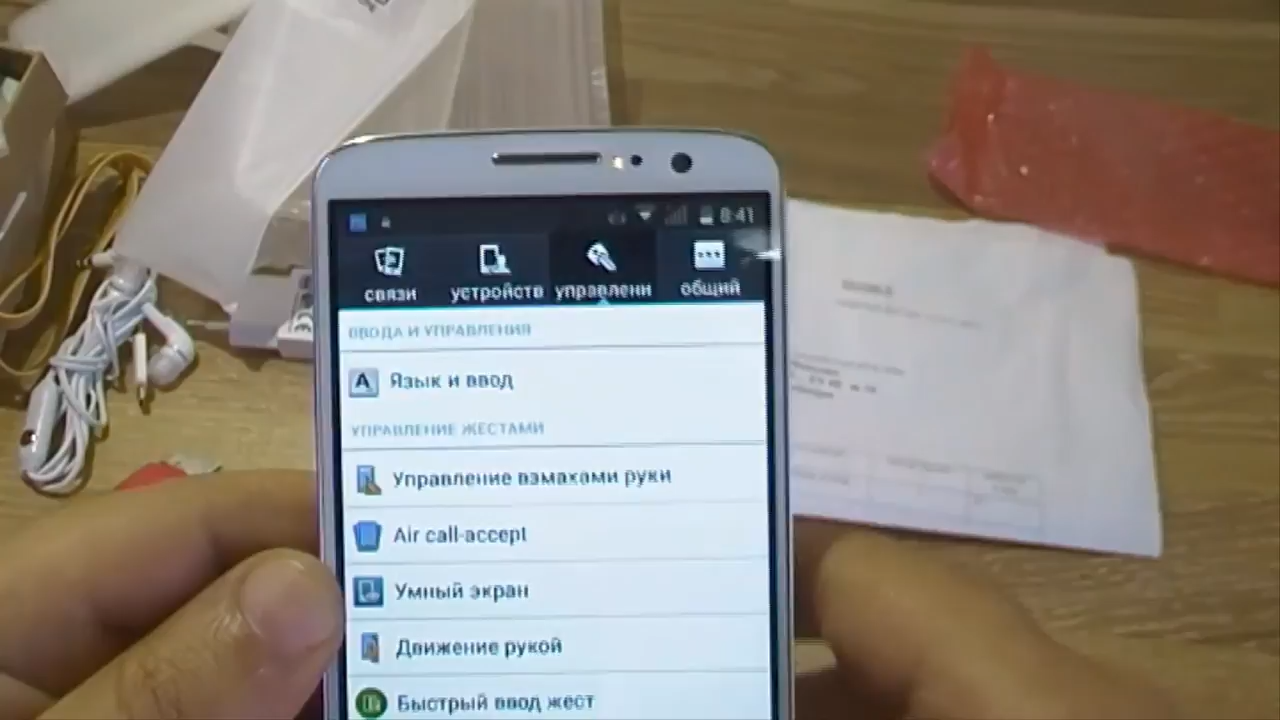 8:41
связи устройств управлени общий
ВВОДА И УПРАВЛЕНИЯ
Язык и ввод
УПРАВЛЕНИЕ ЖЕСТАМИ
Управление взмахами руки
Air call-accept
Умный экран
Движение рукой
Быстрый ввод жест